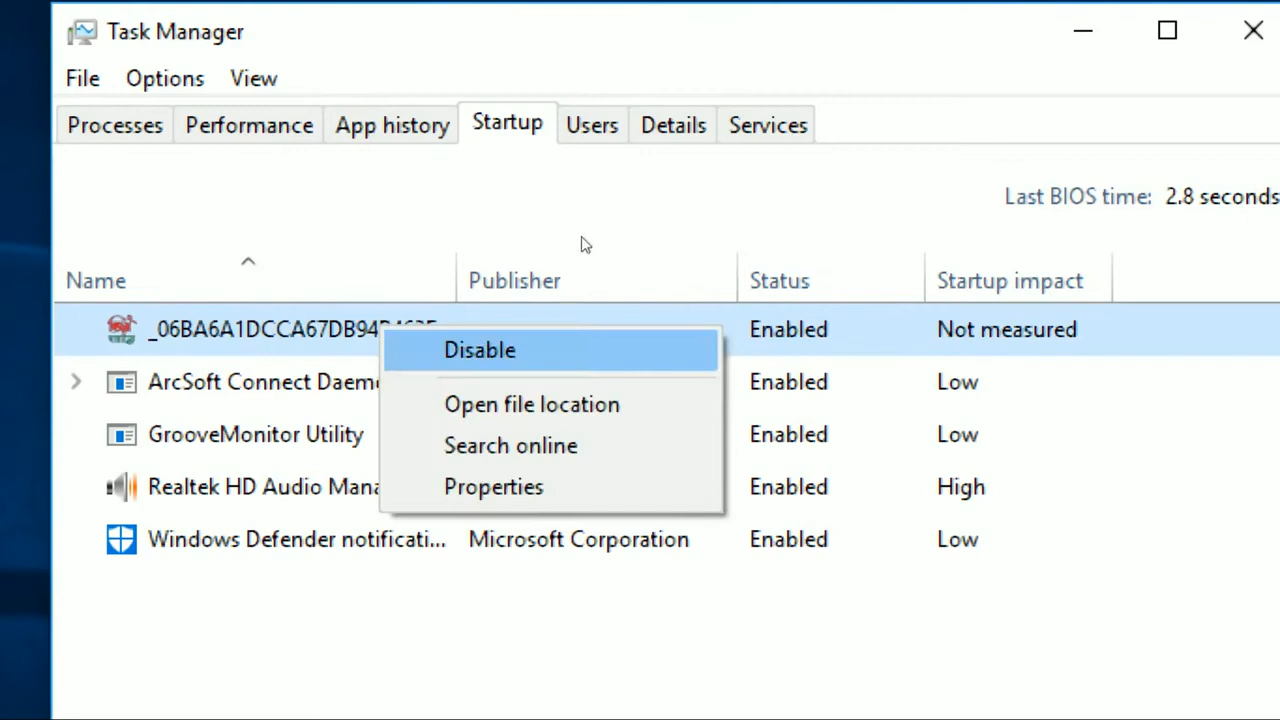 Task Manager
File Options View
Processes Performance App history Startup Users Details Services
Last BIOS time: 2.8 seconds
Name Publisher Status Startup impact
Enabled Not measured
Disable
ArcSoft Connect Enabled Low
Open file location
GrooveMonitor Utility Enabled Low
Search online
Realtek HD Audio Enabled High
Properties
Windows Defender notificati... Microsoft Corporation Enabled Low